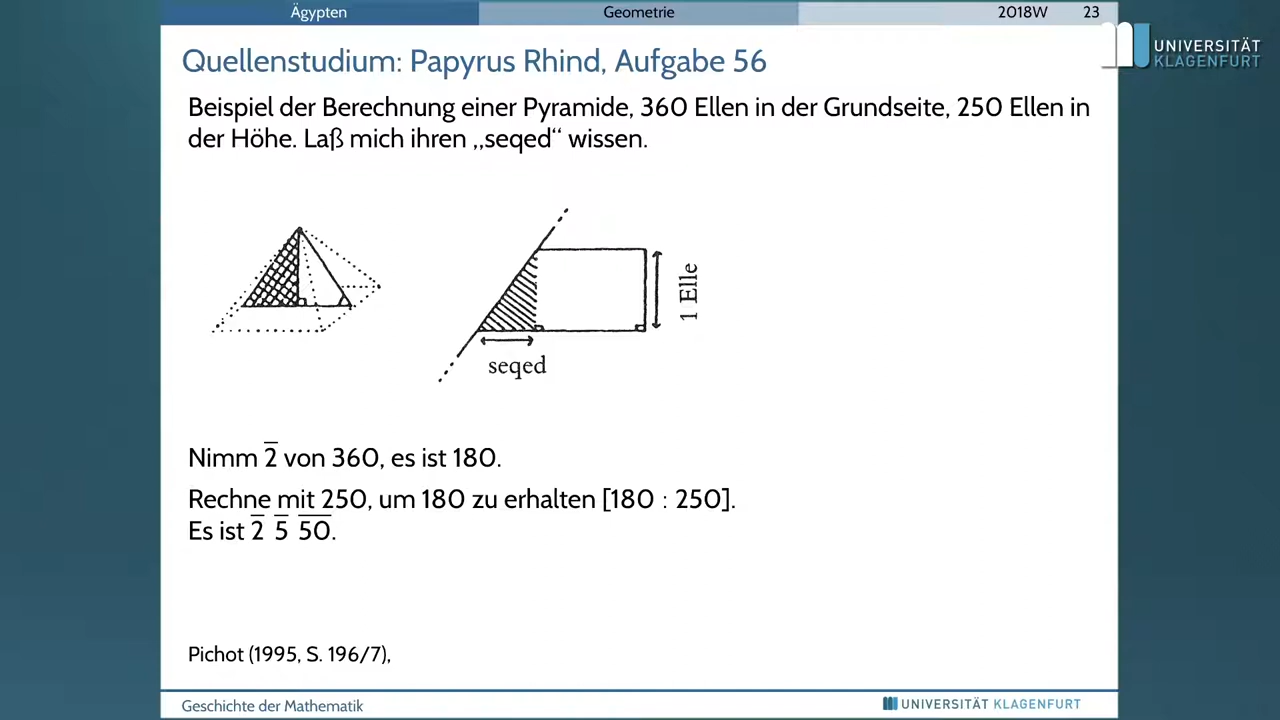 Ägypten Geometrie 2018W 23
UNIVERSITÄT
KLAGENFURT
Quellenstudium: Papyrus Rhind, Aufgabe 56
Beispiel der Berechnung einer Pyramide, 360 Ellen in der Grundseite, 250 Ellen in
der Höhe. Laß mich ihren „seqed“ wissen.
1 Elle
seqed
Nimm 2̅ von 360, es ist 180.
Rechne mit 250, um 180 zu erhalten [180 : 250].
Es ist 2̅ 5̅ 5̅0̅.
Pichot (1995, S. 196/7),
Geschichte der Mathematik
UNIVERSITÄT KLAGENFURT